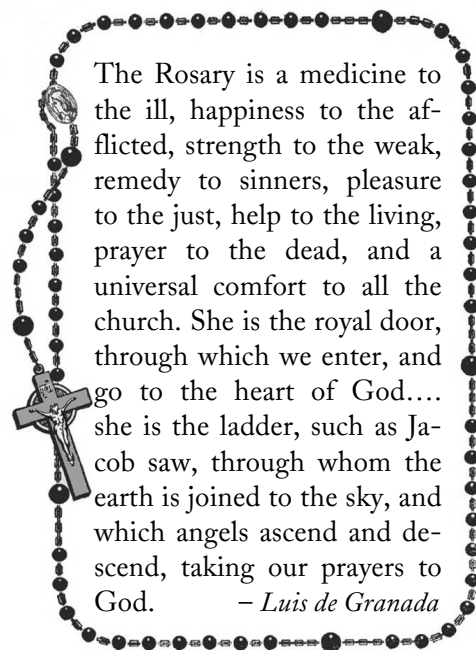 The Rosary is a medicine to
the ill, happiness to the af-
flicted, strength to the weak,
remedy to sinners, pleasure
to the just, help to the living,
prayer to the dead, and a
universal comfort to all the
church. She is the royal door,
through which we enter, and
go to the heart of God....
she is the ladder, such as Ja-
cob saw, through whom the
earth is joined to the sky, and
which angels ascend and de-
scend, taking our prayers to
God. – Luis de Granada